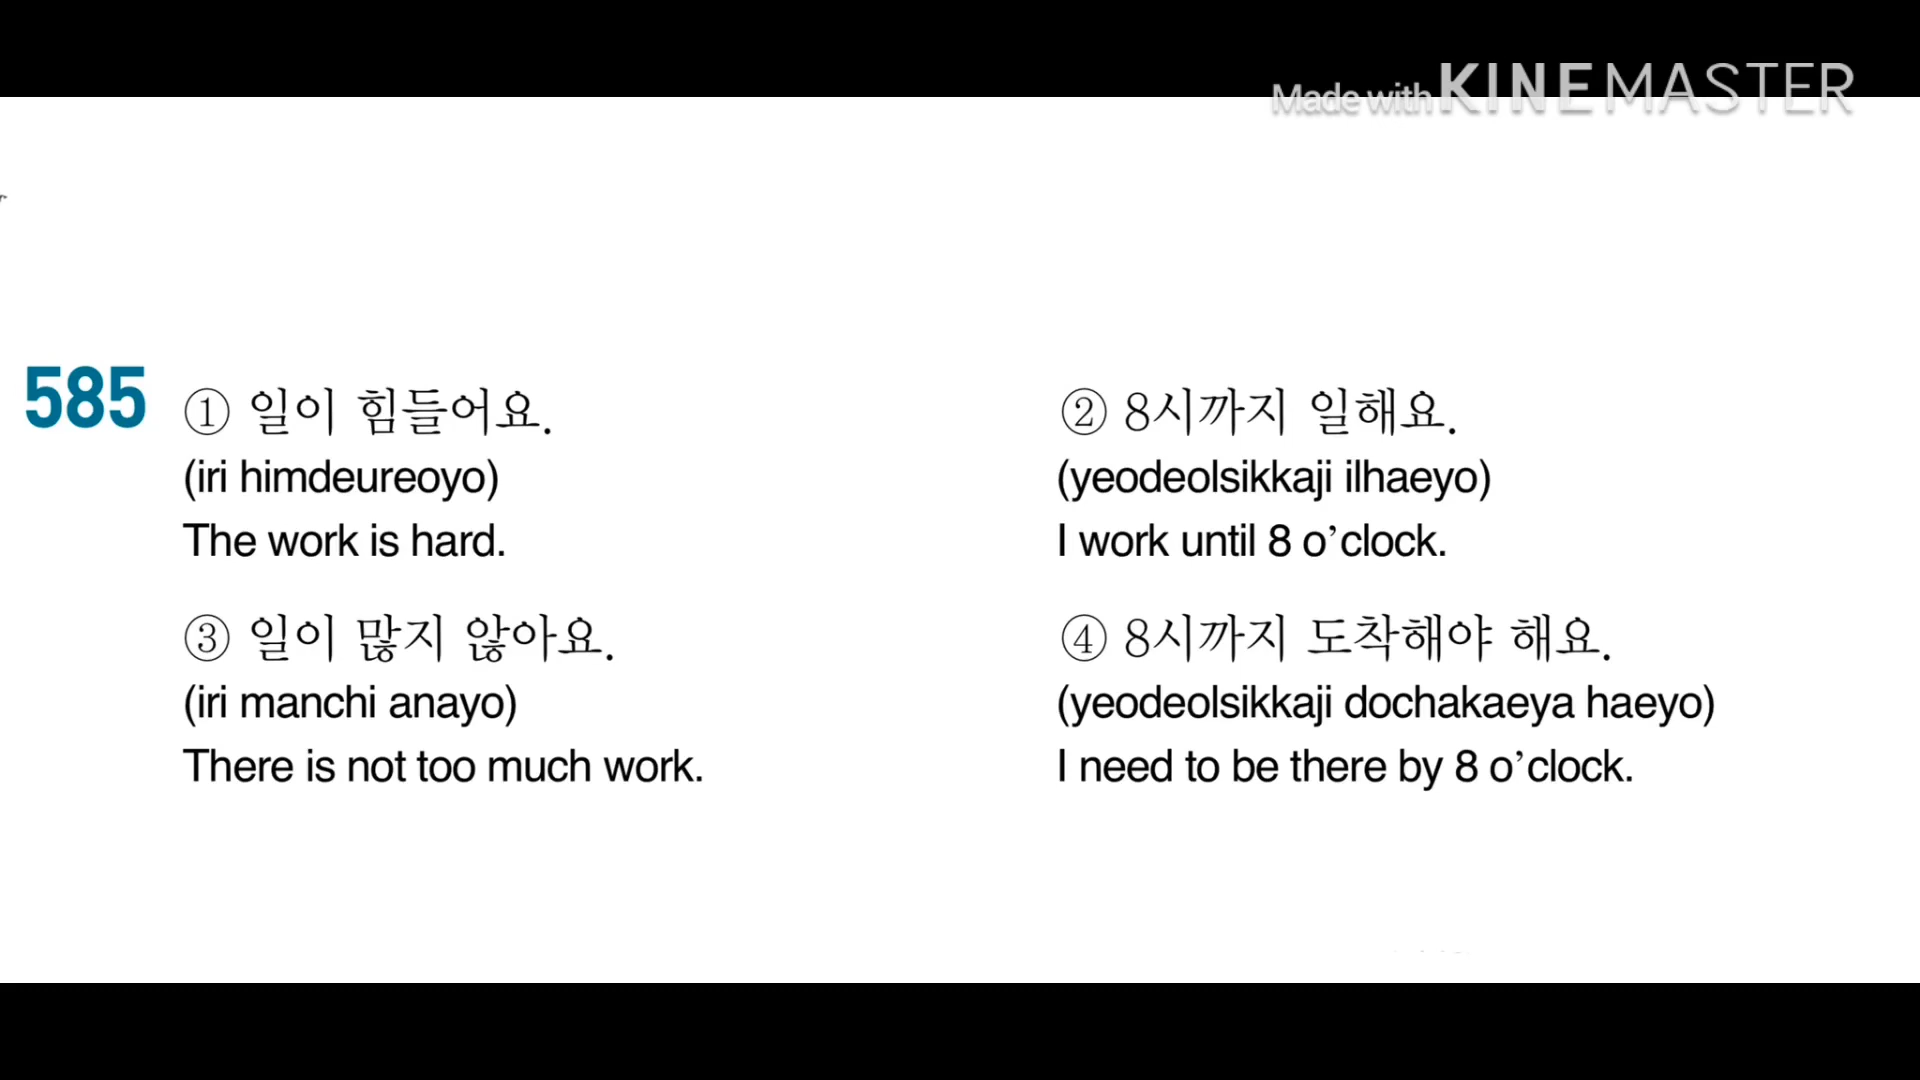 Made with KINEMASTER
585
① 일이 힘들어요.
(iri himdeureoyo)
The work is hard.
② 8시까지 일해요.
(yeodeolsikkaji ilhaeyo)
I work until 8 o’clock.
③ 일이 많지 않아요.
(iri manchi anayo)
There is not too much work.
④ 8시까지 도착해야 해요.
(yeodeolsikkaji dochakaeya haeyo)
I need to be there by 8 o’clock.